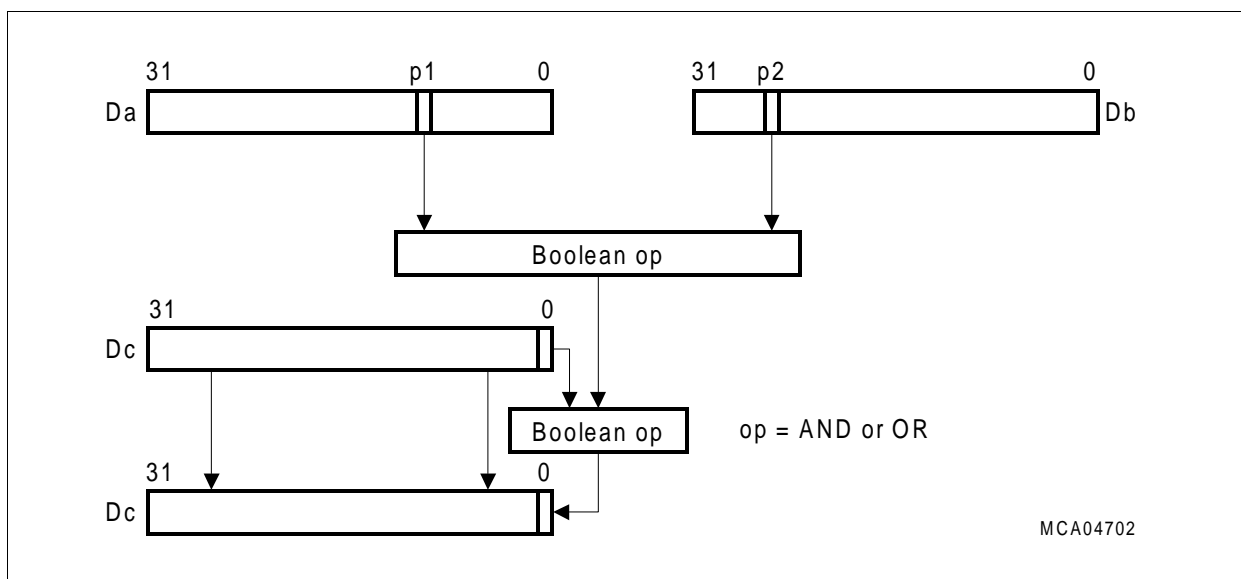 31 p1 0 31 p2 0
Da Db
Boolean op
31 0
Dc
Boolean op op = AND or OR
31 0
Dc
MCA04702